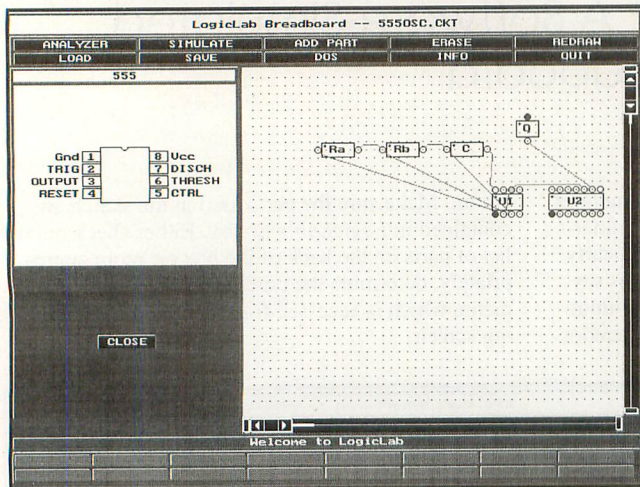 LogicLab Breadboard -- 555OSC.CKT
ANALYZER SIMULATE ADD PART ERASE REDRAW
LOAD SAVE DOS INFO QUIT
555
Gnd 1 8 Vcc
TRIG 2 7 DISCH
OUTPUT 3 6 THRESH
RESET 4 5 CTRL
Q
Ra Rb C
U1 U2
CLOSE
Welcome to LogicLab